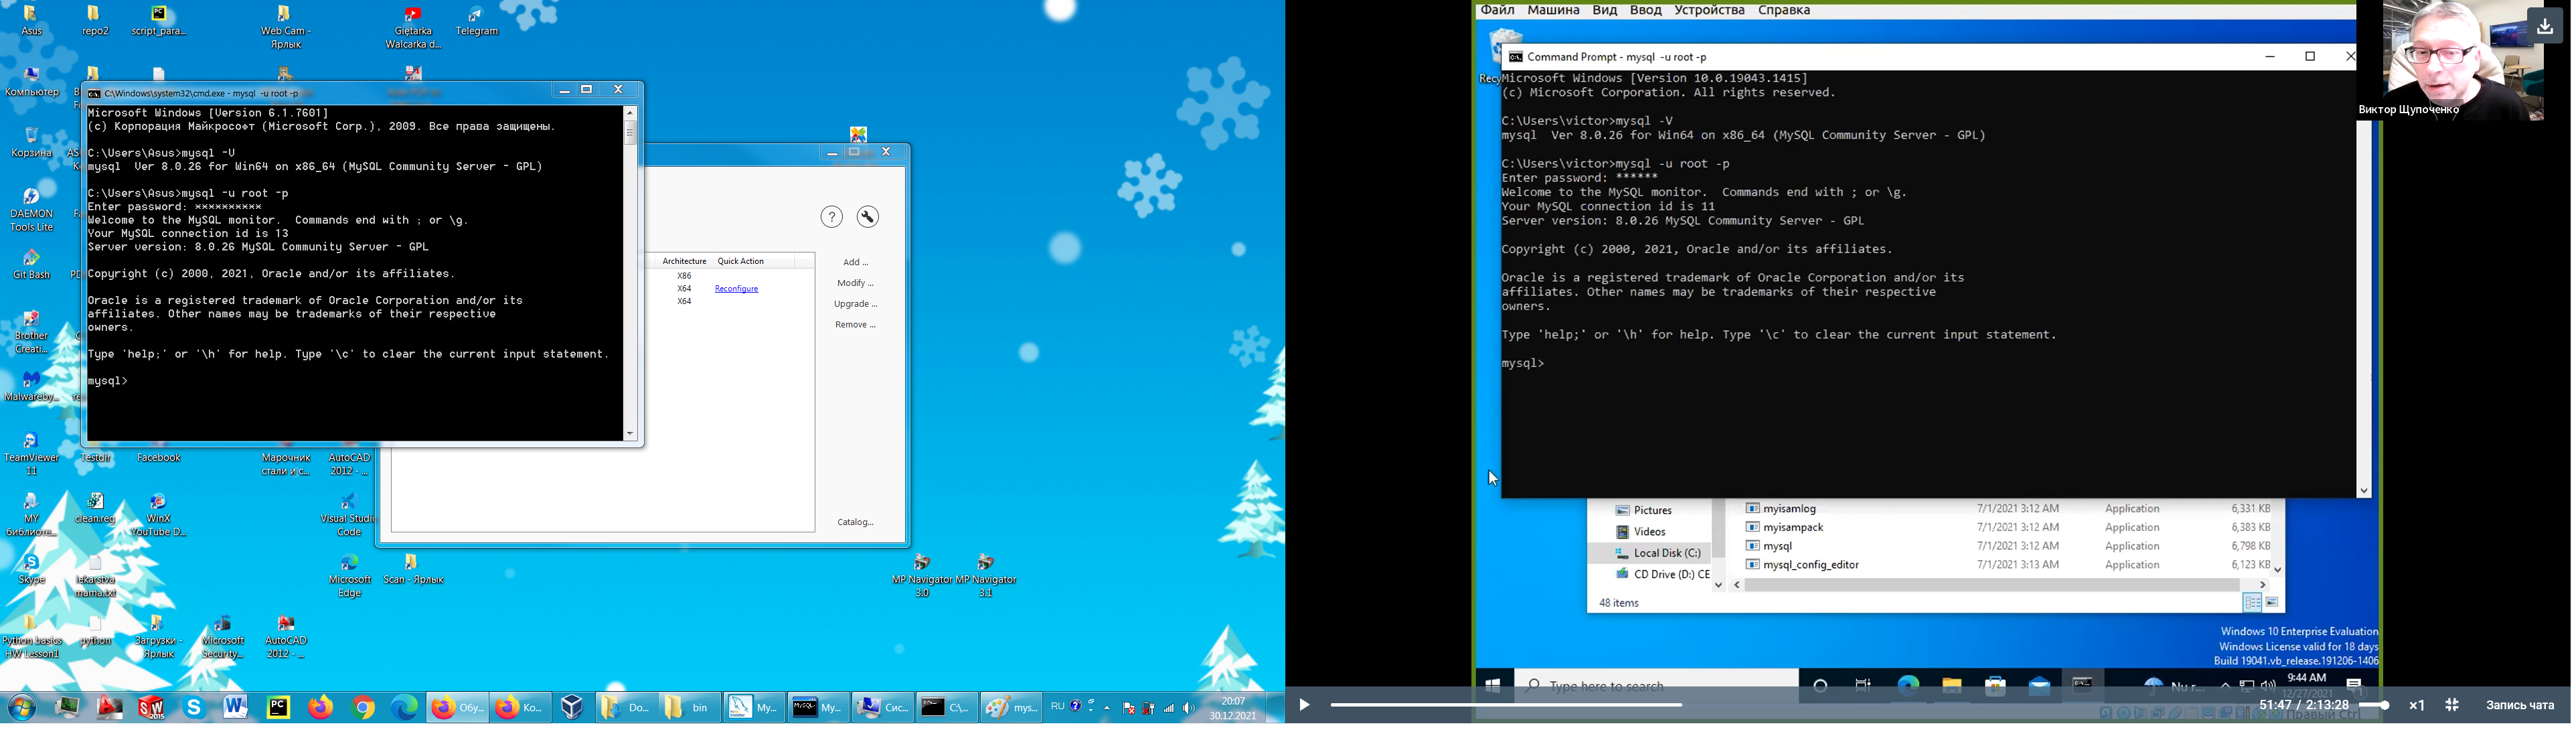 Asus
repo2
script_para...
Web Cam -
Ярлык
Giętarka
Walcarka d...
Telegram
Компьютер
Корзина
DAEMON
Tools Lite
Git Bash
Brother
Creati...
Malwareby...
TeamViewer
11
Testdir
Facebook
Марочник
стали и с...
AutoCAD
2012 - ...
MY
библиоте...
clean.reg
WinX
YouTube D...
Visual Studio
Code
Skype
lekarstva
mama.txt
Microsoft
Edge
Scan - Ярлык
MP Navigator
3.0
MP Navigator
3.1
Python basics
HW Lesson1
python
Загрузки -
Ярлык
Microsoft
Security...
AutoCAD
2012 - ...
C:\Windows\system32\cmd.exe - mysql -u root -p
Microsoft Windows [Version 6.1.7601]
(c) Корпорация Майкрософт (Microsoft Corp.), 2009. Все права защищены.
C:\Users\Asus>mysql -V
mysql  Ver 8.0.26 for Win64 on x86_64 (MySQL Community Server - GPL)
C:\Users\Asus>mysql -u root -p
Enter password: **********
Welcome to the MySQL monitor.  Commands end with ; or \g.
Your MySQL connection id is 13
Server version: 8.0.26 MySQL Community Server - GPL
Copyright (c) 2000, 2021, Oracle and/or its affiliates.
Oracle is a registered trademark of Oracle Corporation and/or its
affiliates. Other names may be trademarks of their respective
owners.
Type 'help;' or '\h' for help. Type '\c' to clear the current input statement.
mysql>
Architecture Quick Action
X86
X64 Reconfigure
X64
Add ...
Modify ...
Upgrade ...
Remove ...
Catalog...
Обу...
Ко...
Do...
bin
My...
My...
Сис...
C:\...
mys...
RU
20:07
30.12.2021
Файл Машина Вид Ввод Устройства Справка
Command Prompt - mysql -u root -p
Microsoft Windows [Version 10.0.19043.1415]
(c) Microsoft Corporation. All rights reserved.
C:\Users\victor>mysql -V
mysql  Ver 8.0.26 for Win64 on x86_64 (MySQL Community Server - GPL)
C:\Users\victor>mysql -u root -p
Enter password: ******
Welcome to the MySQL monitor.  Commands end with ; or \g.
Your MySQL connection id is 11
Server version: 8.0.26 MySQL Community Server - GPL
Copyright (c) 2000, 2021, Oracle and/or its affiliates.
Oracle is a registered trademark of Oracle Corporation and/or its
affiliates. Other names may be trademarks of their respective
owners.
Type 'help;' or '\h' for help. Type '\c' to clear the current input statement.
mysql>
Виктор Щупоченко
Pictures
Videos
Local Disk (C:)
CD Drive (D:) CE
myisamlog 7/1/2021 3:12 AM Application 6,331 KB
myisampack 7/1/2021 3:12 AM Application 6,383 KB
mysql 7/1/2021 3:12 AM Application 6,798 KB
mysql_config_editor 7/1/2021 3:13 AM Application 6,123 KB
48 items
Windows 10 Enterprise Evaluation
Windows License valid for 18 days
Build 19041.vb_release.191206-1406
Type here to search
9:44 AM
12/27/2021
51:47 / 2:13:28
×1
Запись чата
Правый Ctrl